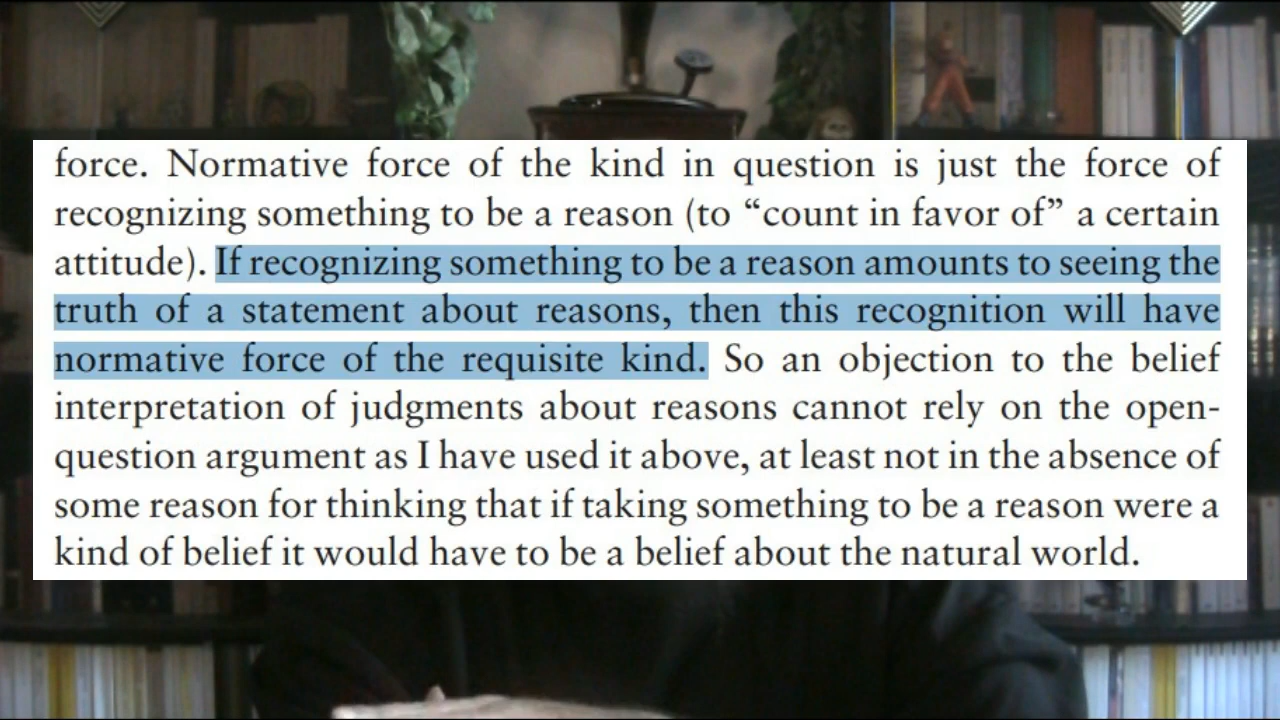 force. Normative force of the kind in question is just the force of
recognizing something to be a reason (to “count in favor of” a certain
attitude). If recognizing something to be a reason amounts to seeing the
truth of a statement about reasons, then this recognition will have
normative force of the requisite kind. So an objection to the belief
interpretation of judgments about reasons cannot rely on the open-
question argument as I have used it above, at least not in the absence of
some reason for thinking that if taking something to be a reason were a
kind of belief it would have to be a belief about the natural world.